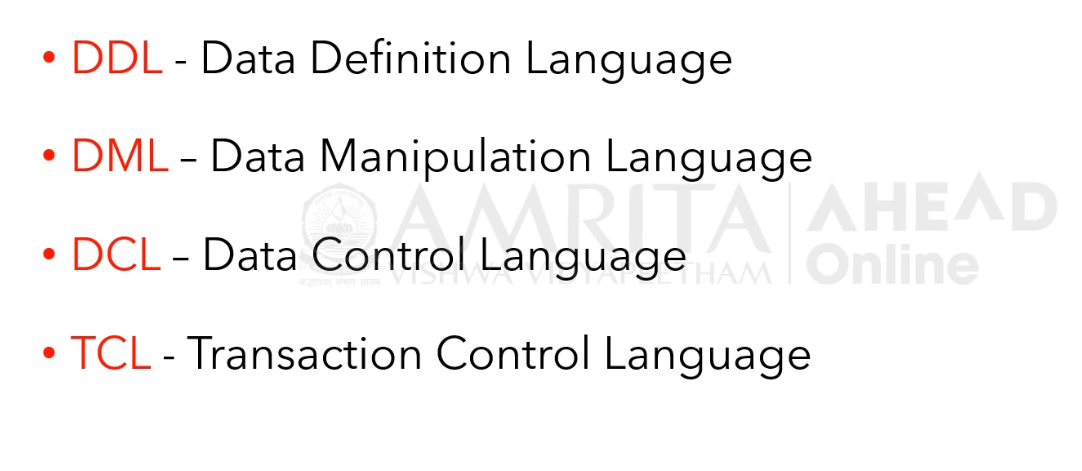 • DDL - Data Definition Language
• DML – Data Manipulation Language
AMRITA AHEAD
• DCL – Data Control Language
VISHWA VIDYAPEETHAM Online
• TCL - Transaction Control Language